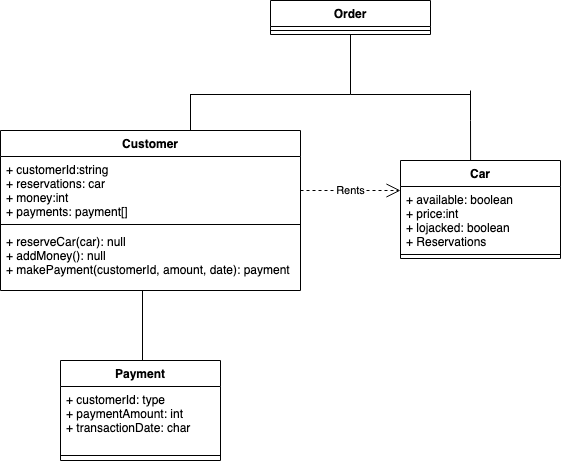 Order
Customer
+ customerId:string
+ reservations: car
+ money:int
+ payments: payment[]
+ reserveCar(car): null
+ addMoney(): null
+ makePayment(customerId, amount, date): payment
Rents
Car
+ available: boolean
+ price:int
+ lojacked: boolean
+ Reservations
Payment
+ customerId: type
+ paymentAmount: int
+ transactionDate: char